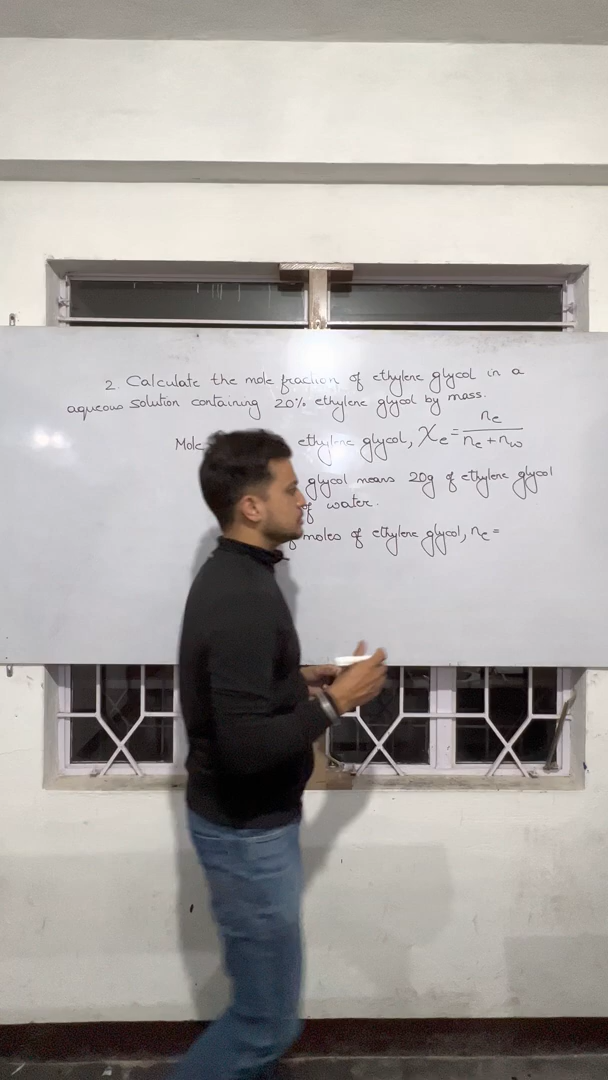 2. Calculate the mole fraction of ethylene glycol in a
aqueous solution containing 20% ethylene glycol by mass.
Mole ethylene glycol, χe = ne / ne + nw
glycol means 20g of ethylene glycol
of water.
moles of ethylene glycol, ne =